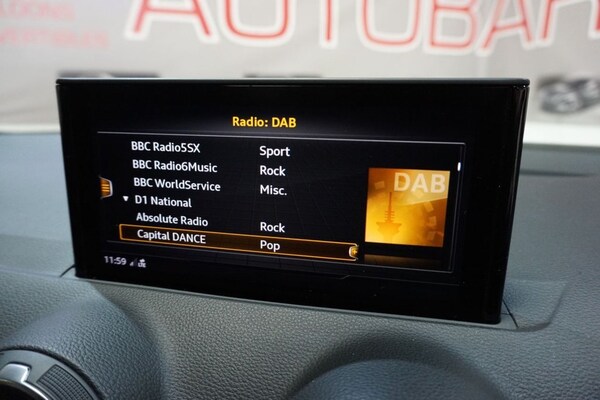 AUTOBAH
Radio: DAB
BBC Radio5SX Sport
BBC Radio6Music Rock
BBC WorldService Misc.
D1 National
Absolute Radio Rock
Capital DANCE Pop
DAB
11:59 LTE